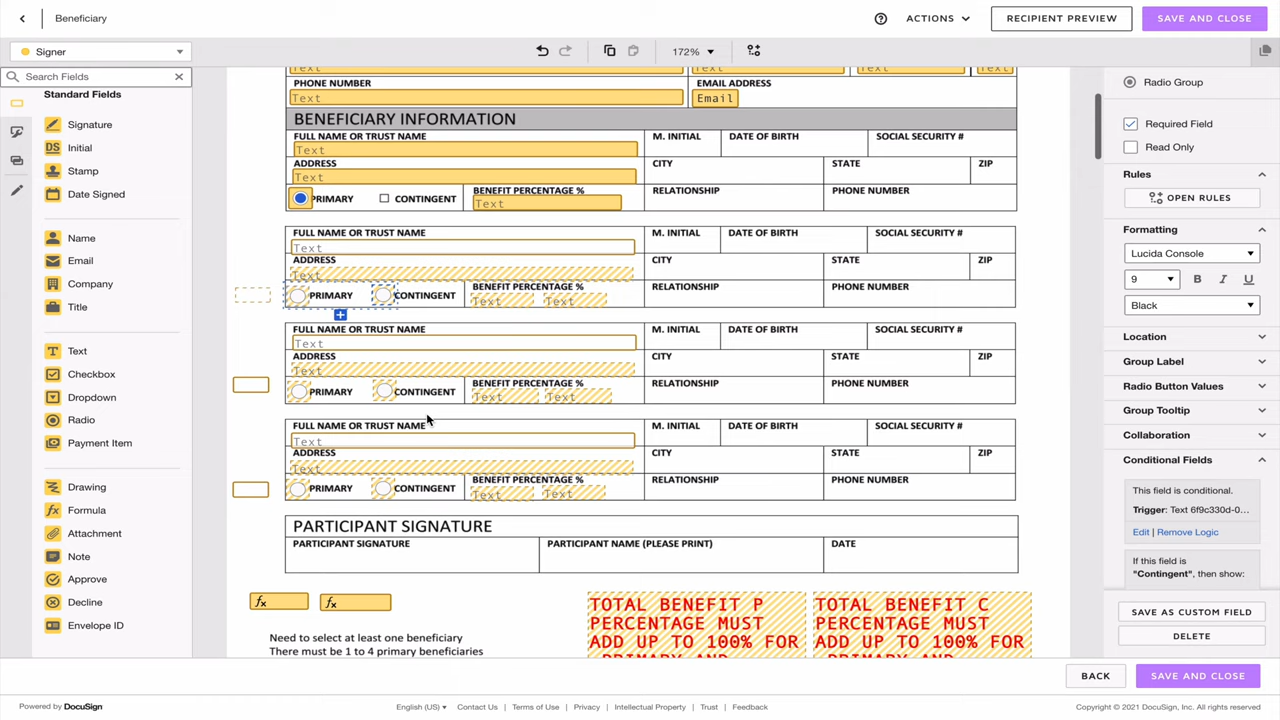 Beneficiary
ACTIONS
RECIPIENT PREVIEW
SAVE AND CLOSE
Signer
172%
Search Fields
Standard Fields
Signature
DS Initial
Stamp
Date Signed
Name
Email
Company
Title
Text
Checkbox
Dropdown
Radio
Payment Item
Drawing
fx Formula
Attachment
Note
Approve
Decline
Envelope ID
Text Text Text Text
PHONE NUMBER EMAIL ADDRESS
Text Email
BENEFICIARY INFORMATION
FULL NAME OR TRUST NAME M. INITIAL DATE OF BIRTH SOCIAL SECURITY #
Text
ADDRESS CITY STATE ZIP
Text
PRIMARY CONTINGENT BENEFIT PERCENTAGE % RELATIONSHIP PHONE NUMBER
Text
FULL NAME OR TRUST NAME M. INITIAL DATE OF BIRTH SOCIAL SECURITY #
Text
ADDRESS CITY STATE ZIP
Text
PRIMARY CONTINGENT BENEFIT PERCENTAGE % RELATIONSHIP PHONE NUMBER
Text Text
FULL NAME OR TRUST NAME M. INITIAL DATE OF BIRTH SOCIAL SECURITY #
Text
ADDRESS CITY STATE ZIP
Text
PRIMARY CONTINGENT BENEFIT PERCENTAGE % RELATIONSHIP PHONE NUMBER
Text Text
FULL NAME OR TRUST NAME M. INITIAL DATE OF BIRTH SOCIAL SECURITY #
Text
ADDRESS CITY STATE ZIP
Text
PRIMARY CONTINGENT BENEFIT PERCENTAGE % RELATIONSHIP PHONE NUMBER
Text Text
PARTICIPANT SIGNATURE
PARTICIPANT SIGNATURE PARTICIPANT NAME (PLEASE PRINT) DATE
fx fx
TOTAL BENEFIT P
PERCENTAGE MUST
ADD UP TO 100% FOR
PRIMARY AND
TOTAL BENEFIT C
PERCENTAGE MUST
ADD UP TO 100% FOR
PRIMARY AND
Need to select at least one beneficiary
There must be 1 to 4 primary beneficiaries
Radio Group
Required Field
Read Only
Rules
OPEN RULES
Formatting
Lucida Console
9 B I U
Black
Location
Group Label
Radio Button Values
Group Tooltip
Collaboration
Conditional Fields
This field is conditional.
Trigger: Text 6f9c330d-0...
Edit | Remove Logic
If this field is
"Contingent", then show:
SAVE AS CUSTOM FIELD
DELETE
BACK
SAVE AND CLOSE
Powered by DocuSign
English (US) Contact Us Terms of Use Privacy Intellectual Property Trust Feedback
Copyright © 2021 DocuSign, Inc. All rights reserved